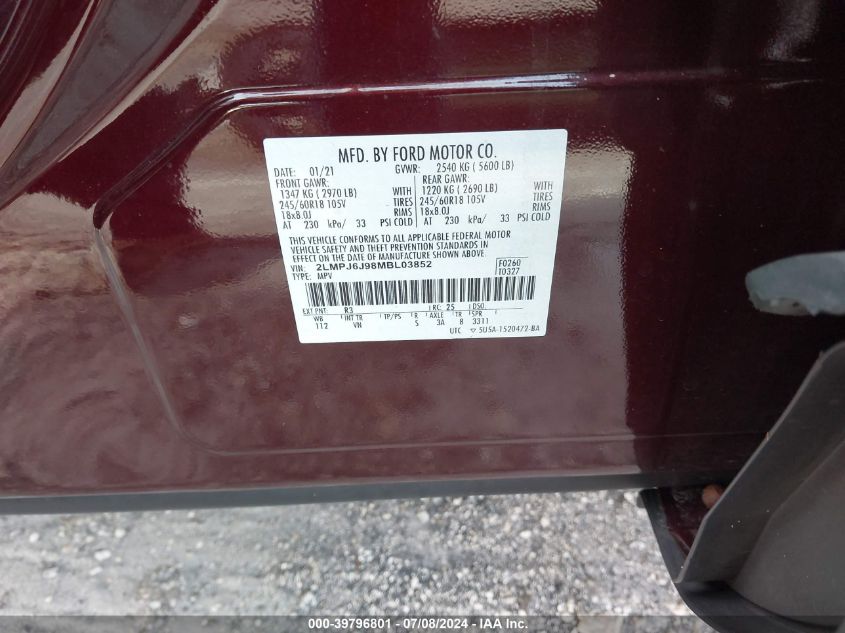 MFD. BY FORD MOTOR CO.
DATE: 01/21 GVWR: 2540 KG ( 5600 LB)
FRONT GAWR: REAR GAWR:
1347 KG ( 2970 LB) WITH 1220 KG ( 2690 LB) WITH
245/60R18 105V TIRES 245/60R18 105V TIRES
18x8.0J RIMS 18x8.0J RIMS
AT 230 kPa/ 33 PSI COLD AT 230 kPa/ 33 PSI COLD
THIS VEHICLE CONFORMS TO ALL APPLICABLE FEDERAL MOTOR
VEHICLE SAFETY AND THEFT PREVENTION STANDARDS IN
EFFECT ON THE DATE OF MANUFACTURE SHOWN ABOVE.
VIN: 2LMPJ6J98MBL03852 F0260
TYPE: MPV T0327
EXT PNT: R3 RC: 25 DSO:
WB INT TR TP/PS R AXLE TR SPR
112 VN S 3A 8 3311
UTC ▽ 5U5A-15204/2-BA
000-39796801 - 07/08/2024 - U.S.A. - IAAI.com